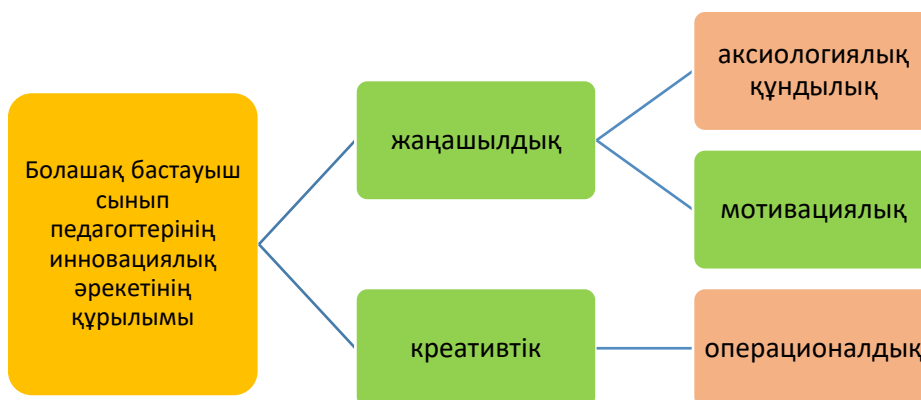 Болашақ бастауыш
сынып
педагогтерінің
инновациялық
әрекетінің
құрылымы
жаңашылдық
аксиологиялық
құндылық
мотивациялық
креативтік
операционалдық